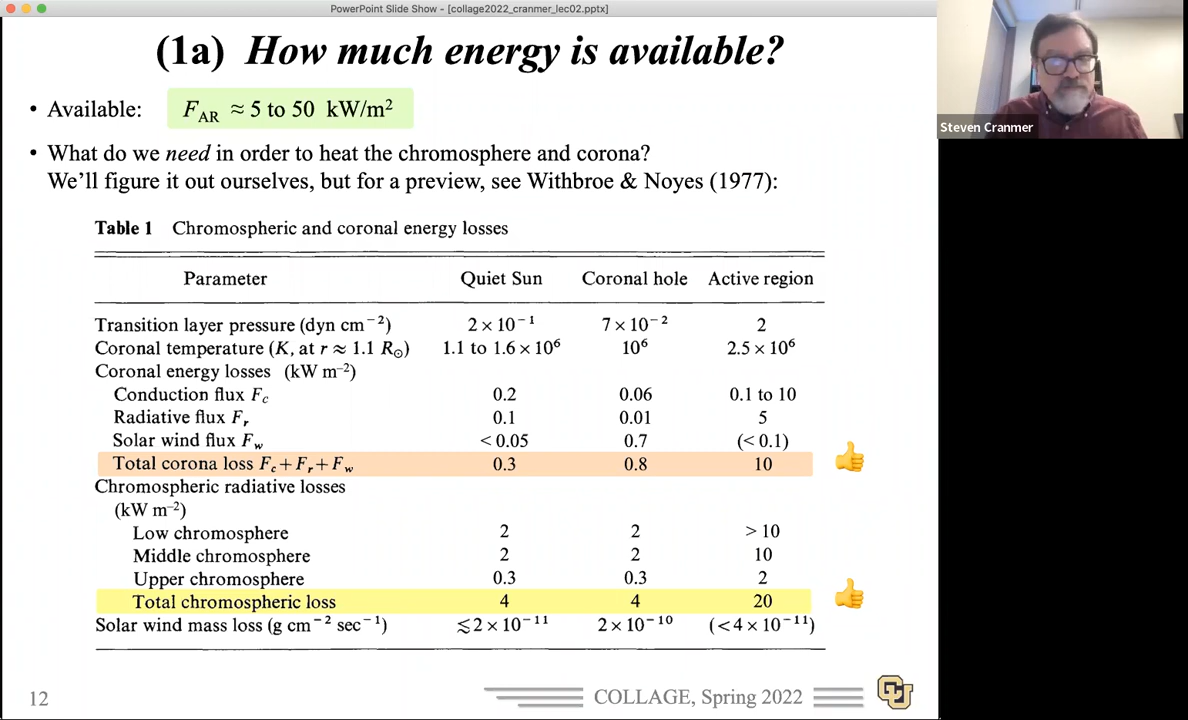 PowerPoint Slide Show - [collage2022_cranmer_lec02.pptx]
(1a) How much energy is available?
• Available: F_AR ≈ 5 to 50 kW/m²
• What do we need in order to heat the chromosphere and corona?
We'll figure it out ourselves, but for a preview, see Withbroe & Noyes (1977):
Table 1 Chromospheric and coronal energy losses
Parameter Quiet Sun Coronal hole Active region
Transition layer pressure (dyn cm⁻²) 2 × 10⁻¹ 7 × 10⁻² 2
Coronal temperature (K, at r ≈ 1.1 R☉) 1.1 to 1.6 × 10⁶ 10⁶ 2.5 × 10⁶
Coronal energy losses (kW m⁻²)
Conduction flux F_c 0.2 0.06 0.1 to 10
Radiative flux F_r 0.1 0.01 5
Solar wind flux F_w < 0.05 0.7 (< 0.1)
Total corona loss F_c + F_r + F_w 0.3 0.8 10
Chromospheric radiative losses
(kW m⁻²)
Low chromosphere 2 2 > 10
Middle chromosphere 2 2 10
Upper chromosphere 0.3 0.3 2
Total chromospheric loss 4 4 20
Solar wind mass loss (g cm⁻² sec⁻¹) ≲ 2 × 10⁻¹¹ 2 × 10⁻¹⁰ (< 4 × 10⁻¹¹)
12
COLLAGE, Spring 2022
CU
Steven Cranmer